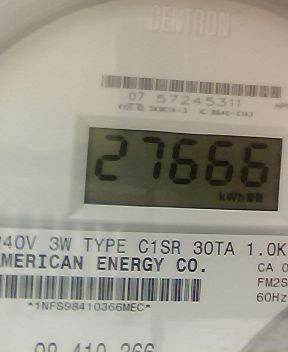 CENTRON
07 57245311
27666
kWh
240V 3W TYPE C1SR 30TA 1.0K
AMERICAN ENERGY CO.
CA 0
FM2S
60Hz
*1NFS98410366MEC*
98 410 366